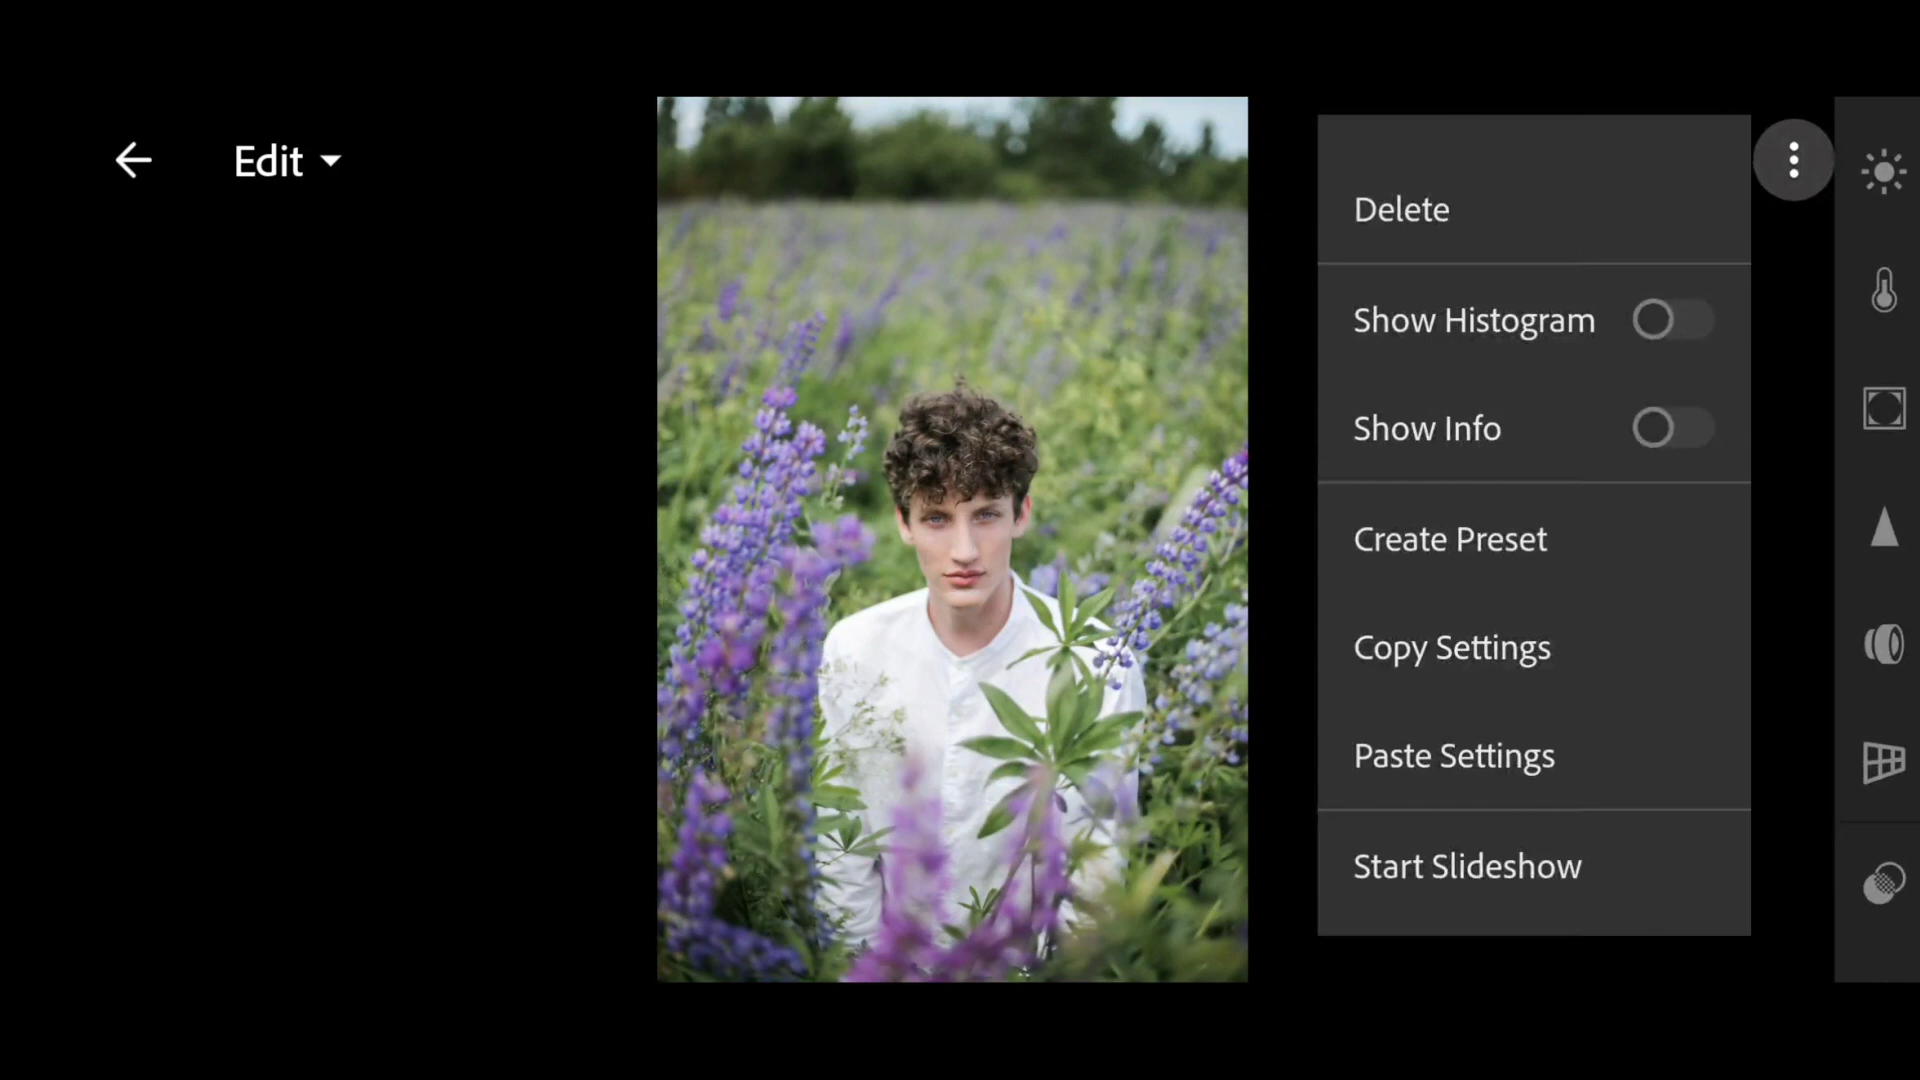 Edit
Delete
Show Histogram
Show Info
Create Preset
Copy Settings
Paste Settings
Start Slideshow